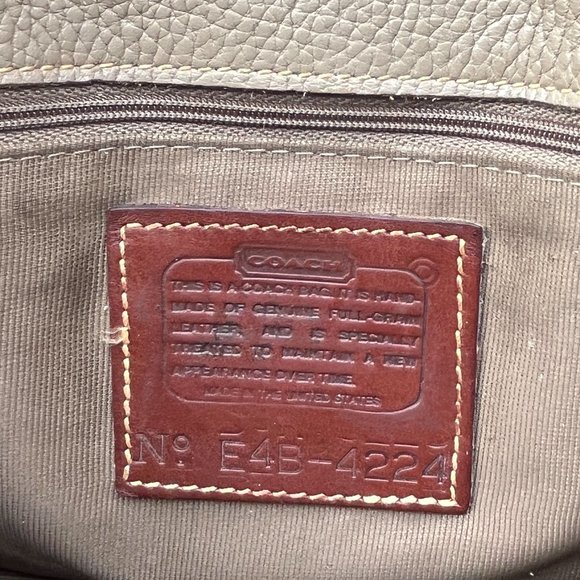 COACH
THIS IS A COACH BAG. IT IS HAND-
MADE OF GENUINE FULL-GRAIN
LEATHER AND IS SPECIALLY
TREATED TO MAINTAIN A NEW
APPEARANCE OVER TIME.
MADE IN THE UNITED STATES
Nº E4B-4224